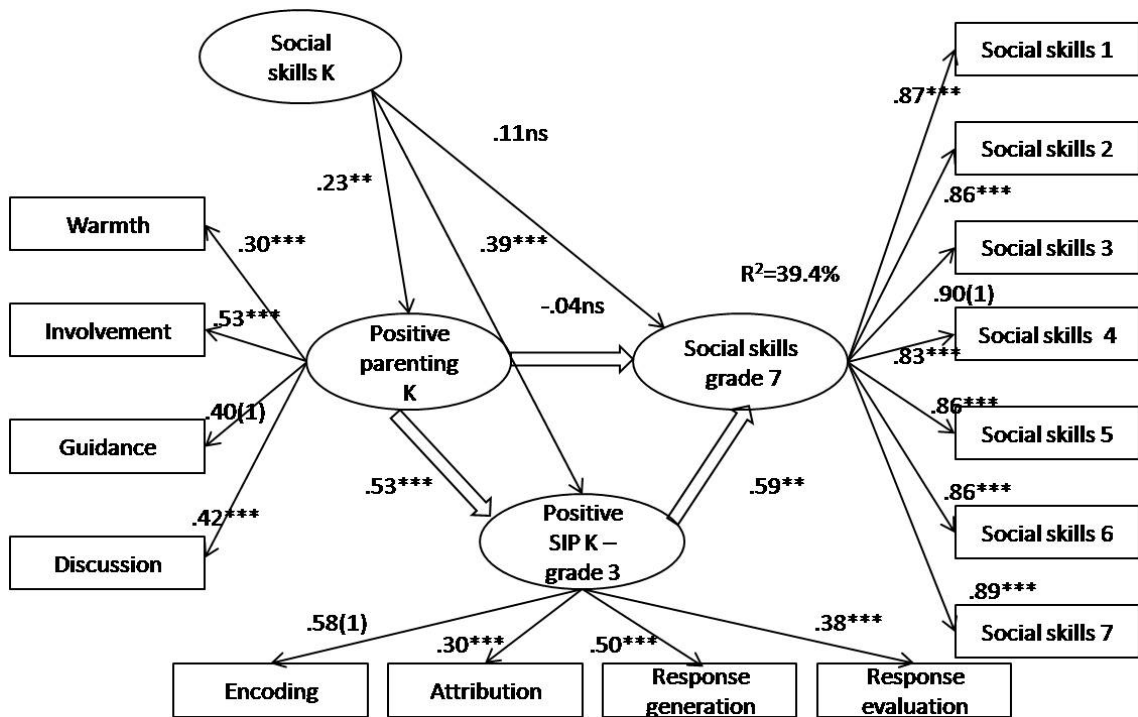 Social
skills K
Social skills 1
.87***
.11ns
Social skills 2
.23**
.86***
Warmth
.30***
.39***
Social skills 3
R²=39.4%
.90(1)
Involvement
.53***
-.04ns
Social skills 4
Positive
parenting
K
Social skills
grade 7
.83***
.40(1)
.86***
Social skills 5
Guidance
.53***
.59**
.86***
.42***
Positive
SIP K –
grade 3
Social skills 6
Discussion
.89***
.58(1)
.30***
.50***
.38***
Social skills 7
Encoding
Attribution
Response
generation
Response
evaluation